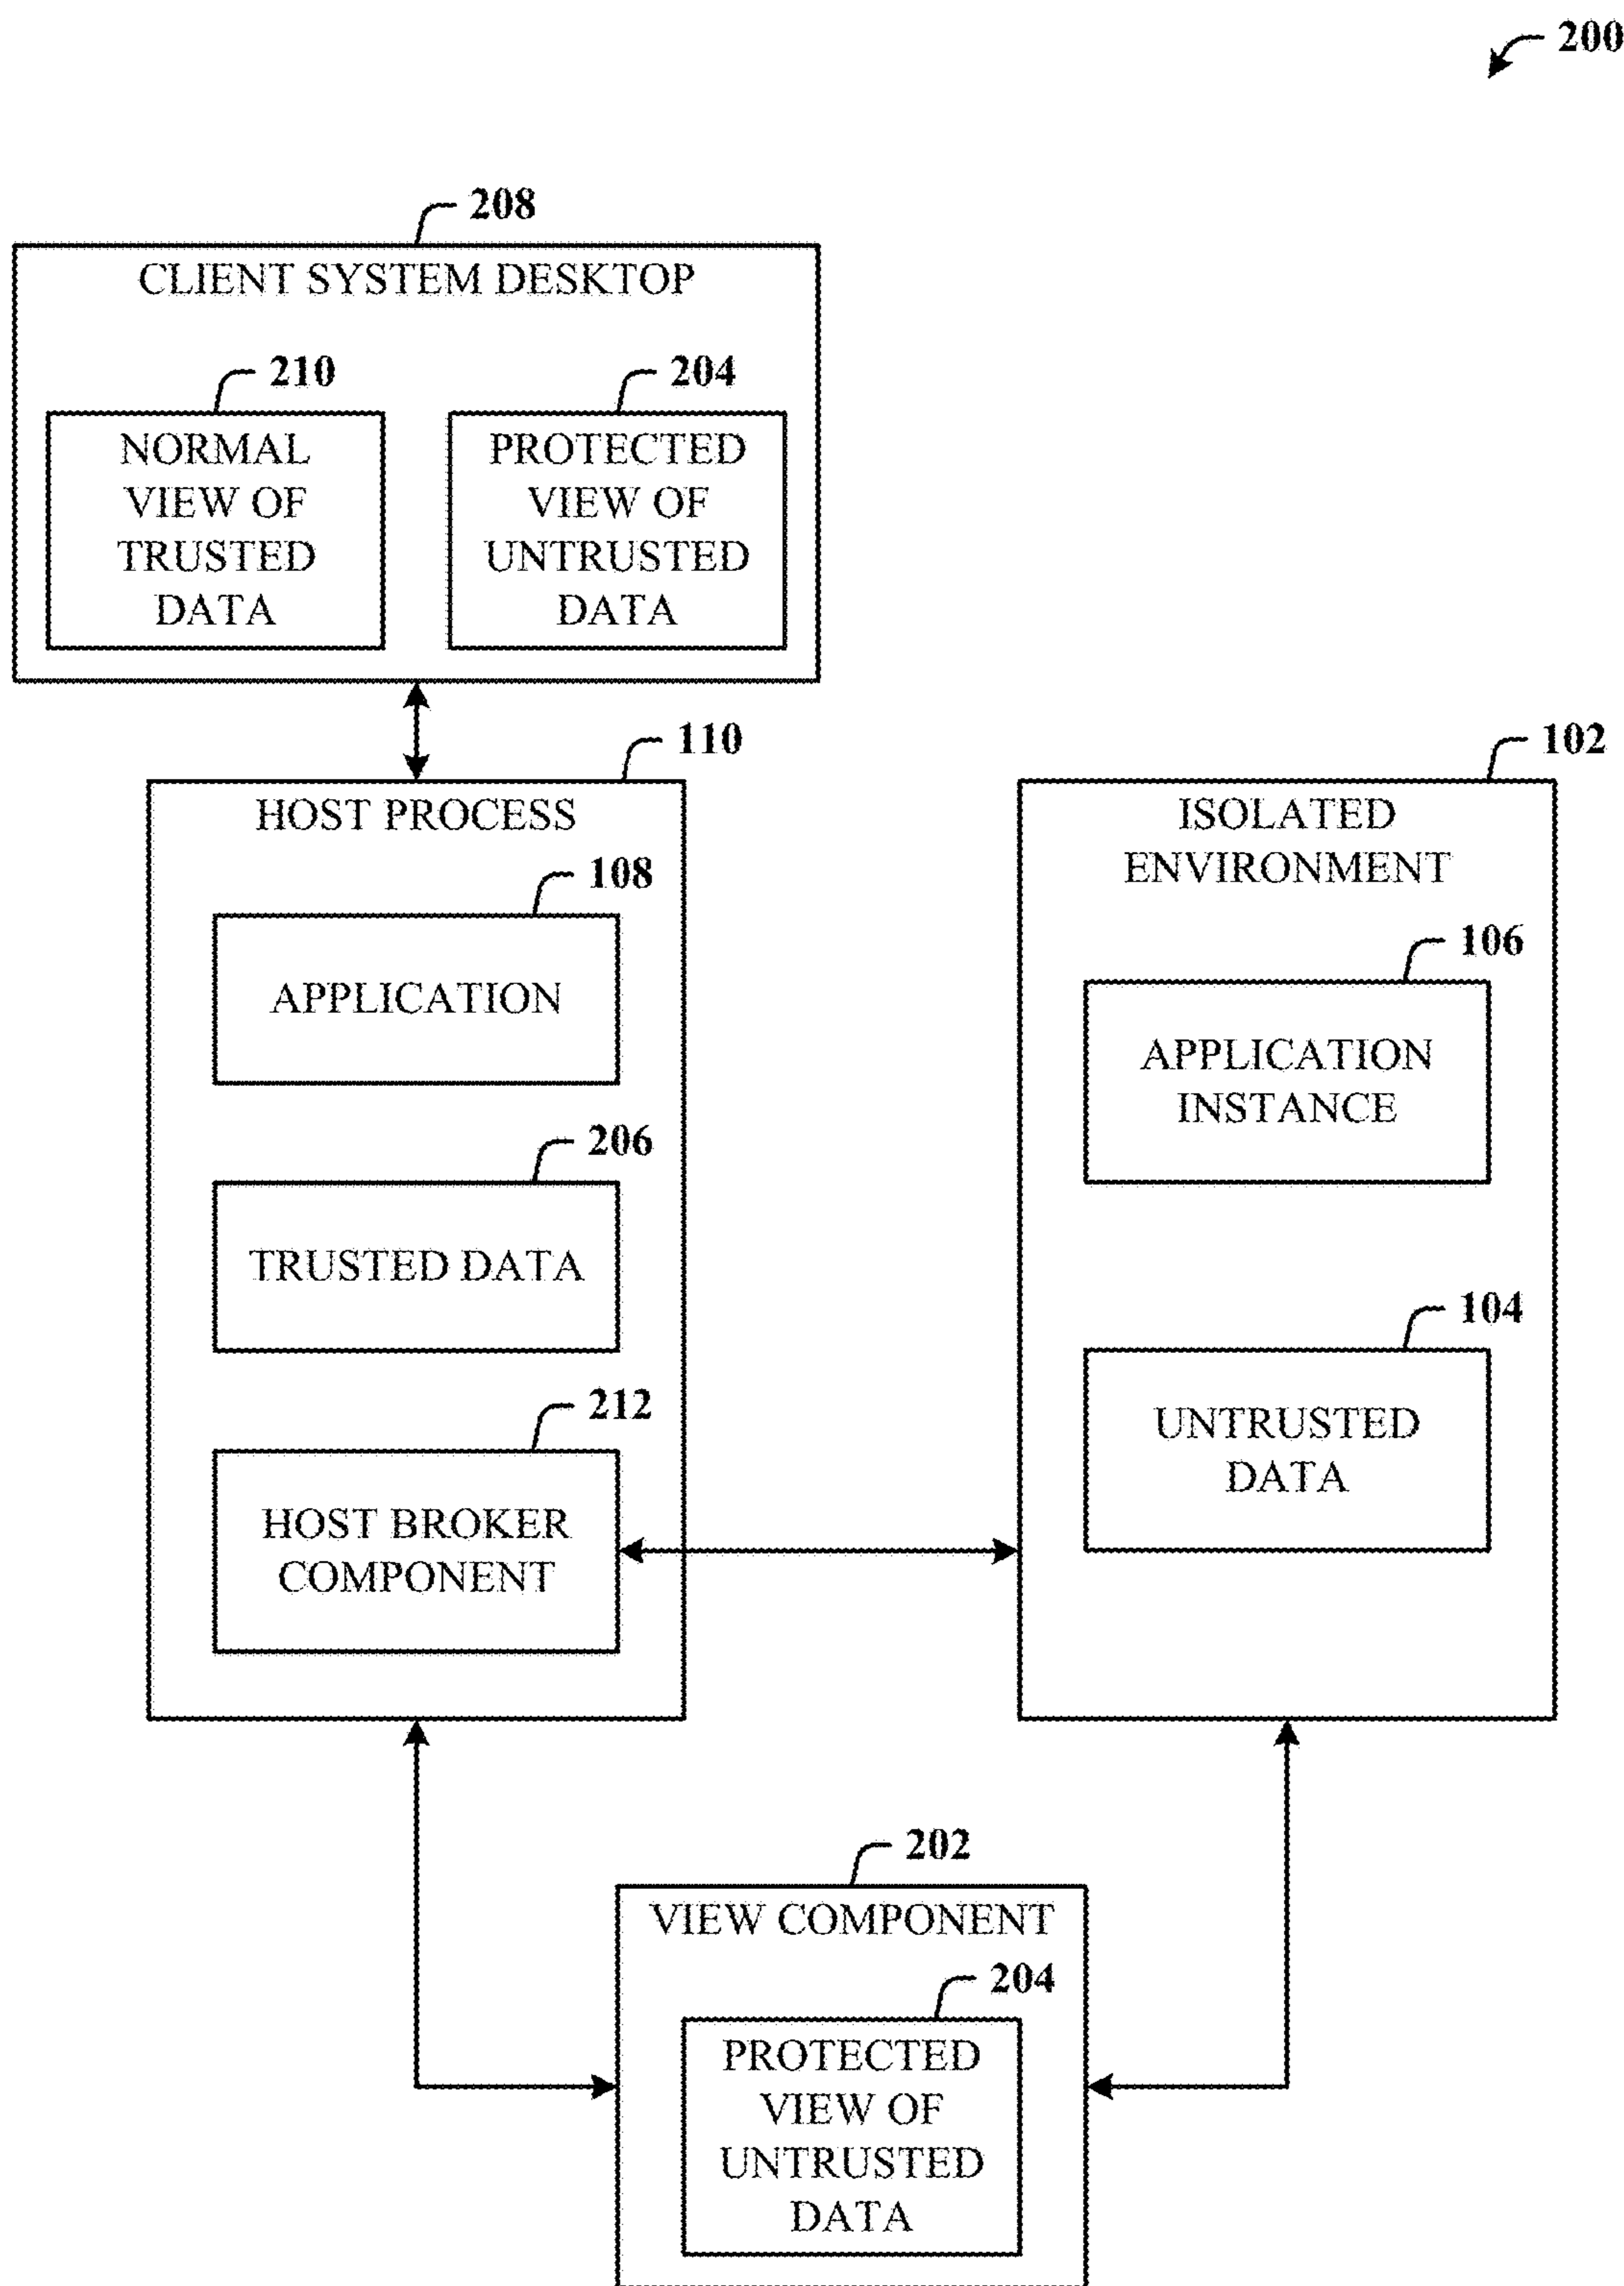 200
208
CLIENT SYSTEM DESKTOP
210
NORMAL
VIEW OF
TRUSTED
DATA
204
PROTECTED
VIEW OF
UNTRUSTED
DATA
110
HOST PROCESS
108
APPLICATION
206
TRUSTED DATA
212
HOST BROKER
COMPONENT
102
ISOLATED
ENVIRONMENT
106
APPLICATION
INSTANCE
104
UNTRUSTED
DATA
202
VIEW COMPONENT
204
PROTECTED
VIEW OF
UNTRUSTED
DATA